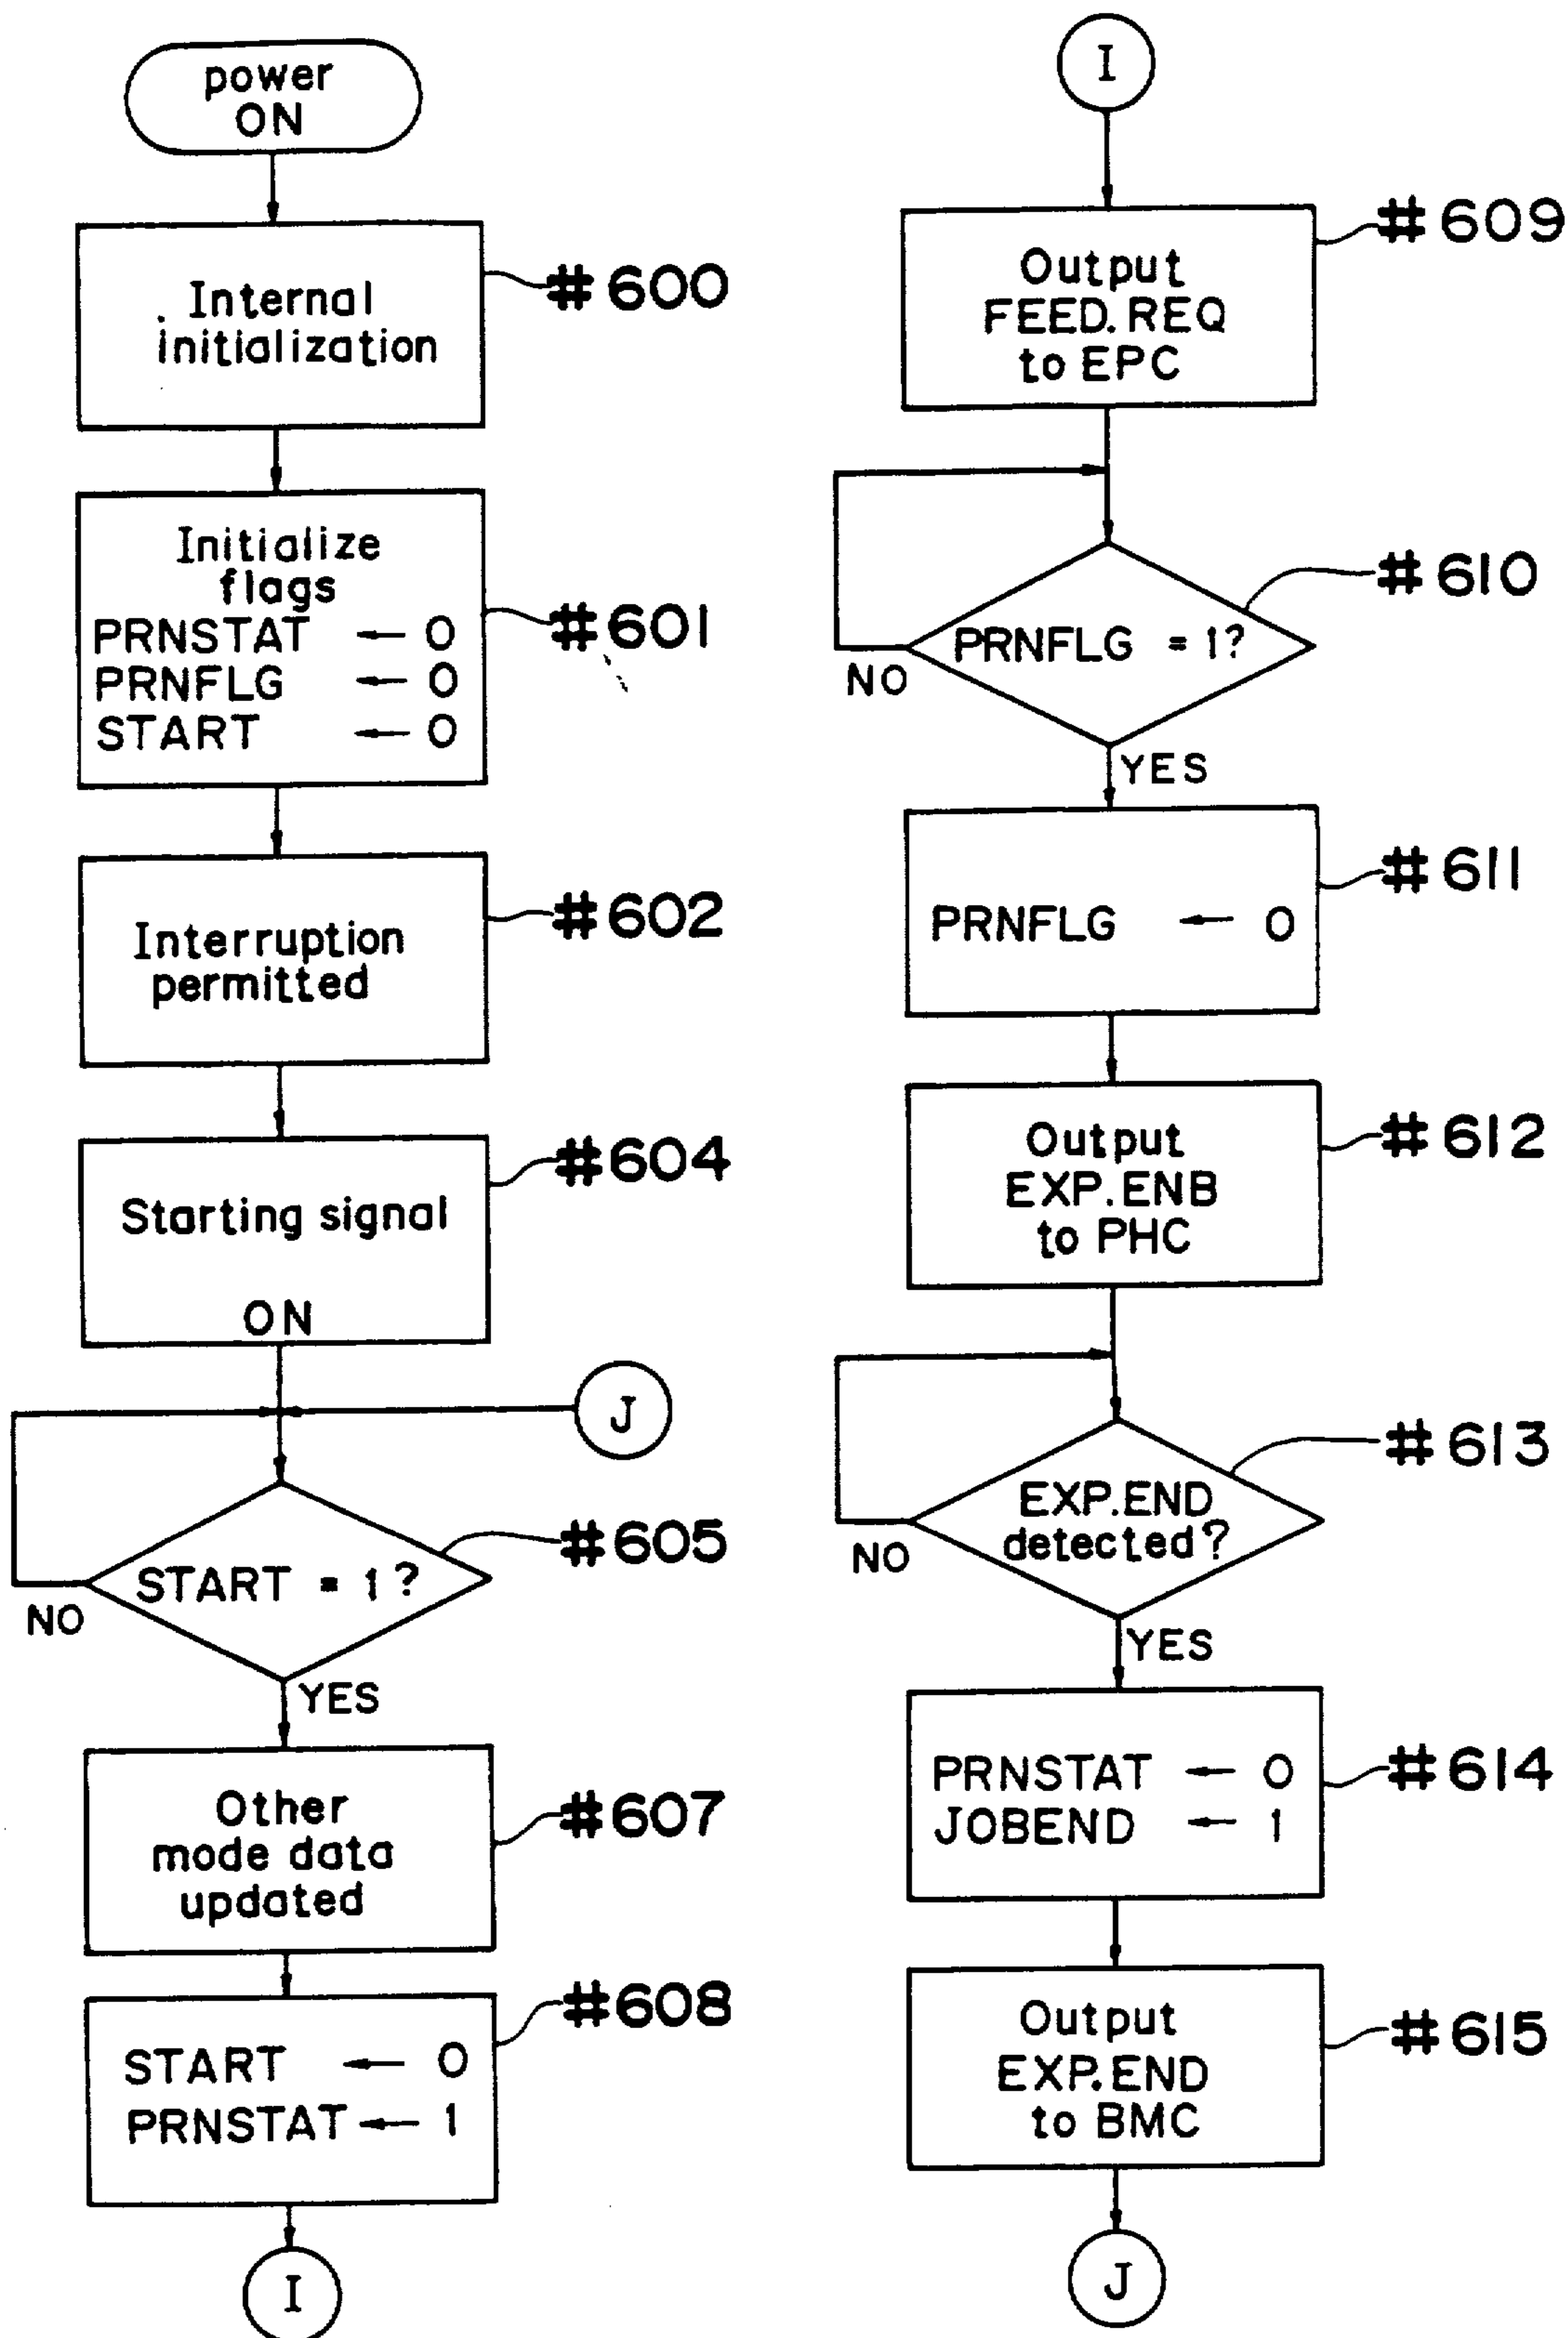 power
ON
Internal
initialization
#600
Initialize
flags
PRNSTAT ← 0
PRNFLG ← 0
START ← 0
#601
Interruption
permitted
#602
Starting signal
ON
#604
J
START = 1?
#605
NO
YES
Other
mode data
updated
#607
START ← 0
PRNSTAT ← 1
#608
I
I
Output
FEED.REQ
to EPC
#609
PRNFLG = 1?
#610
NO
YES
PRNFLG ← 0
#611
Output
EXP.ENB
to PHC
#612
EXP.END
detected?
#613
NO
YES
PRNSTAT ← 0
JOBEND ← 1
#614
Output
EXP.END
to BMC
#615
J